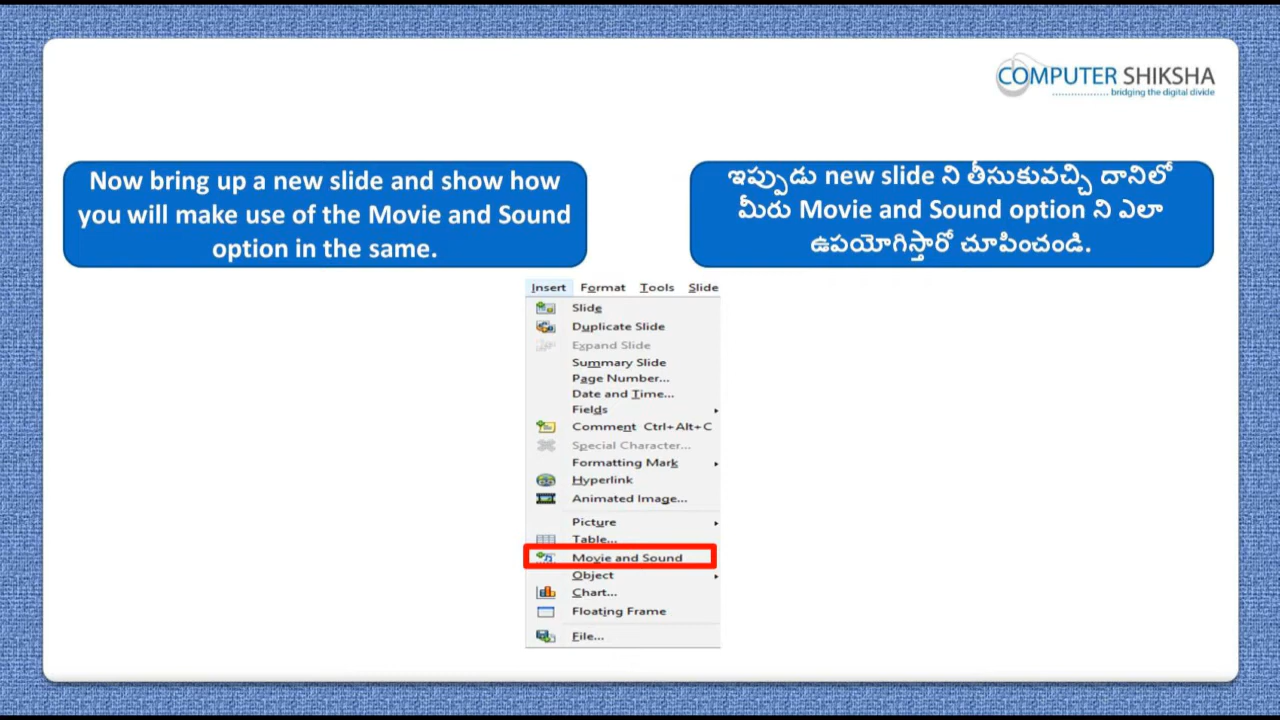 COMPUTER SHIKSHA
bridging the digital divide
Now bring up a new slide and show how
you will make use of the Movie and Sound
option in the same.
ఇప్పుడు new slide ని తీసుకువచ్చి దానిలో
మీరు Movie and Sound option ని ఎలా
ఉపయోగిస్తారో చూపించండి.
Insert Format Tools Slide
Slide
Duplicate Slide
Expand Slide
Summary Slide
Page Number...
Date and Time...
Fields
Comment Ctrl+Alt+C
Special Character...
Formatting Mark
Hyperlink
Animated Image...
Picture
Table...
Movie and Sound
Object
Chart...
Floating Frame
File...